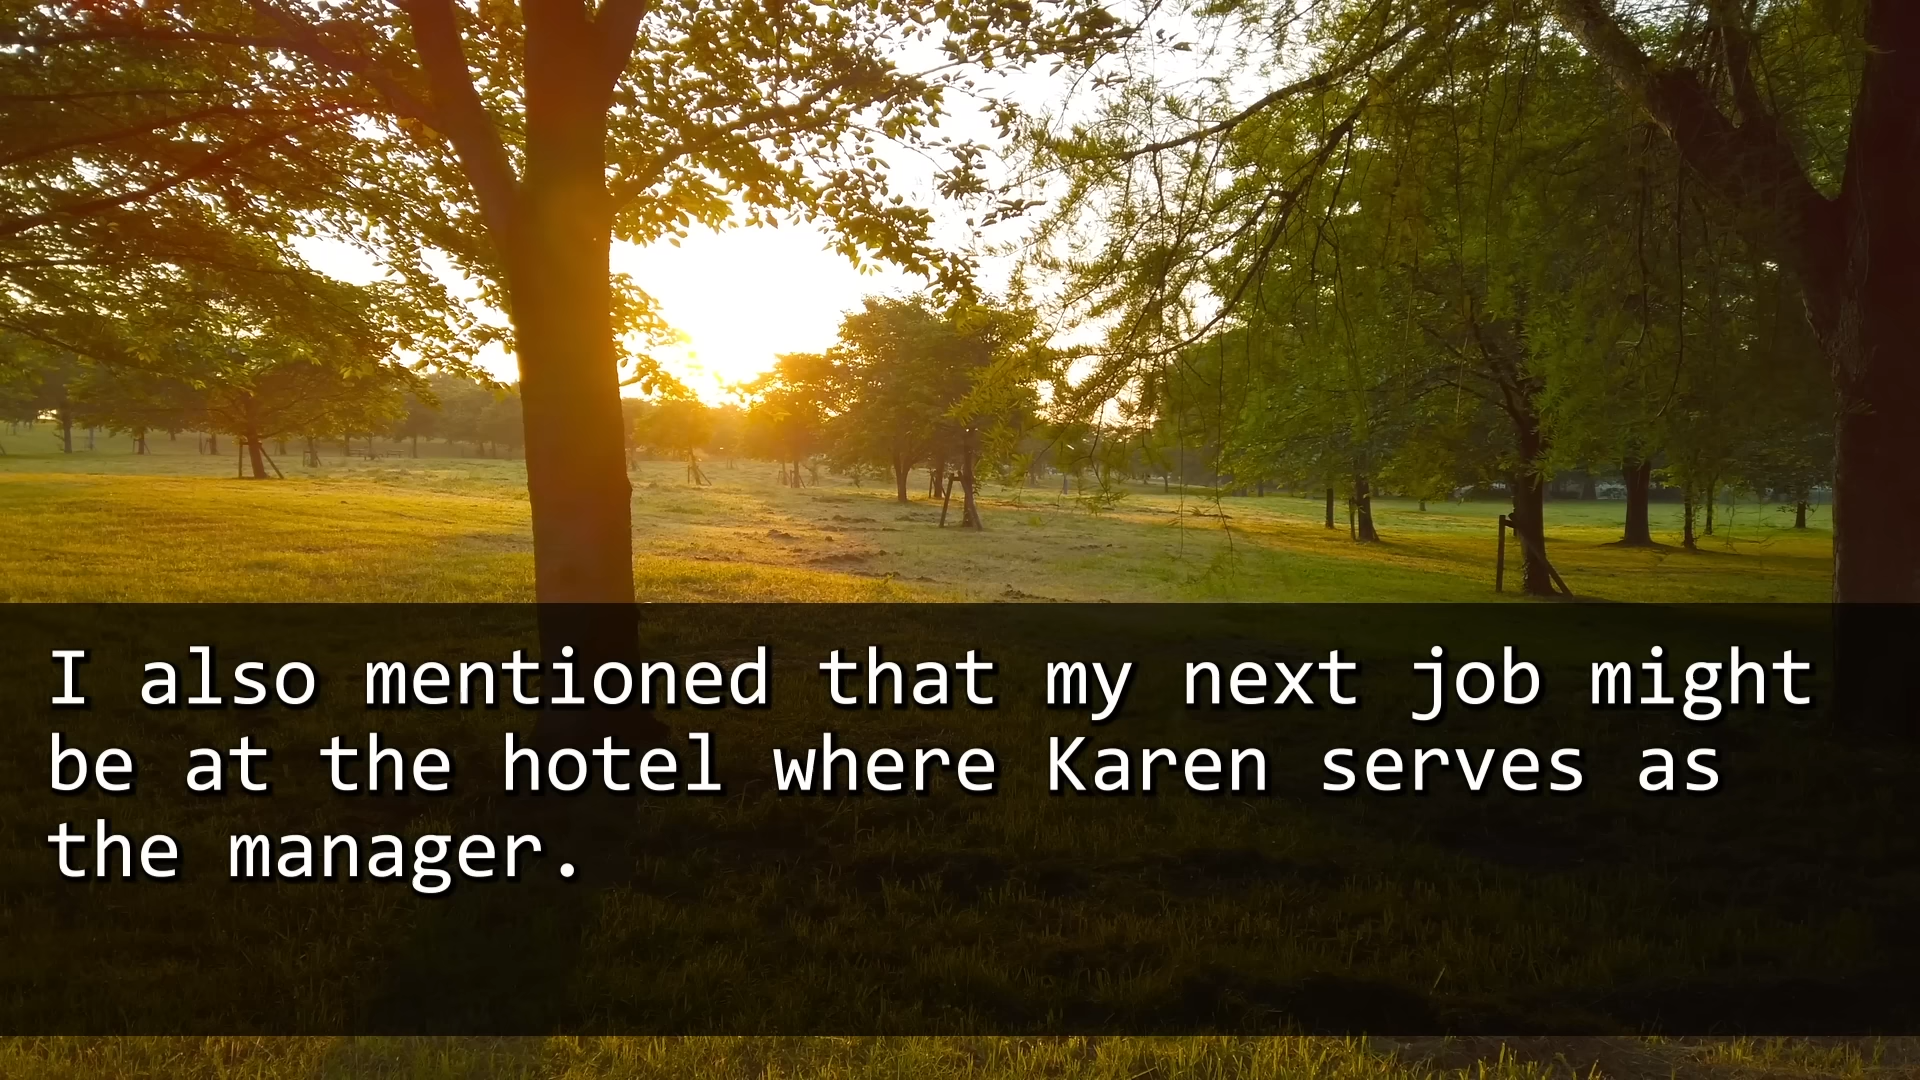 I also mentioned that my next job might
be at the hotel where Karen serves as
the manager.